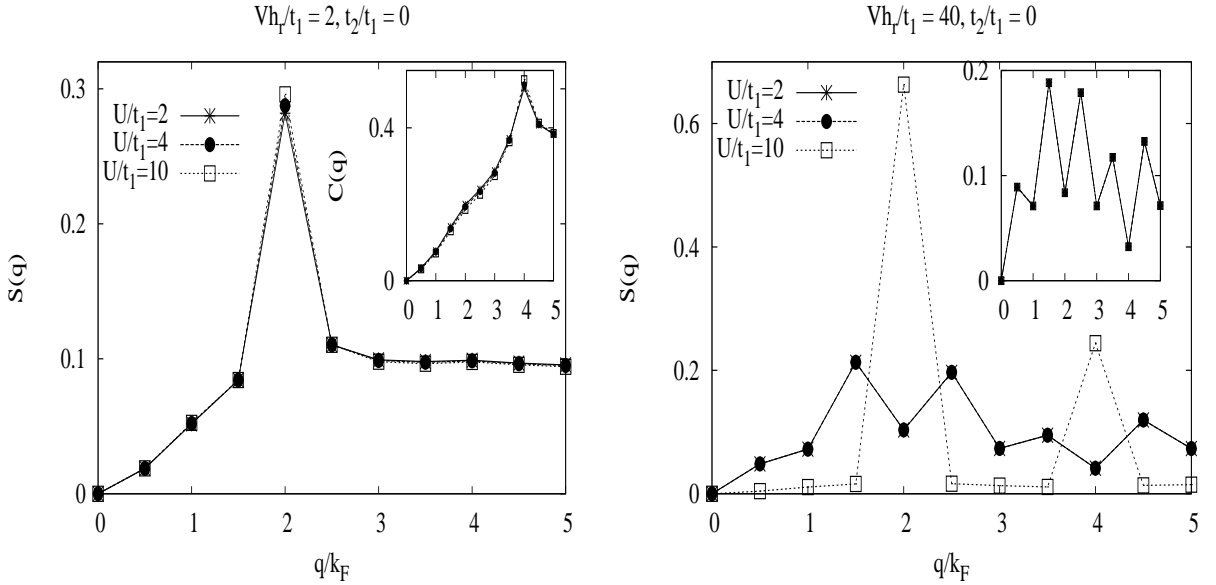 Vh_r/t_1 = 2, t_2/t_1 = 0
S(q)
0.3
0.2
0.1
0
U/t_1=2
U/t_1=4
U/t_1=10
C(q)
0.4
0
0 1 2 3 4 5
0 1 2 3 4 5
q/k_F
Vh_r/t_1 = 40, t_2/t_1 = 0
S(q)
0.6
0.4
0.2
0
U/t_1=2
U/t_1=4
U/t_1=10
0.2
0.1
0
0 1 2 3 4 5
0 1 2 3 4 5
q/k_F